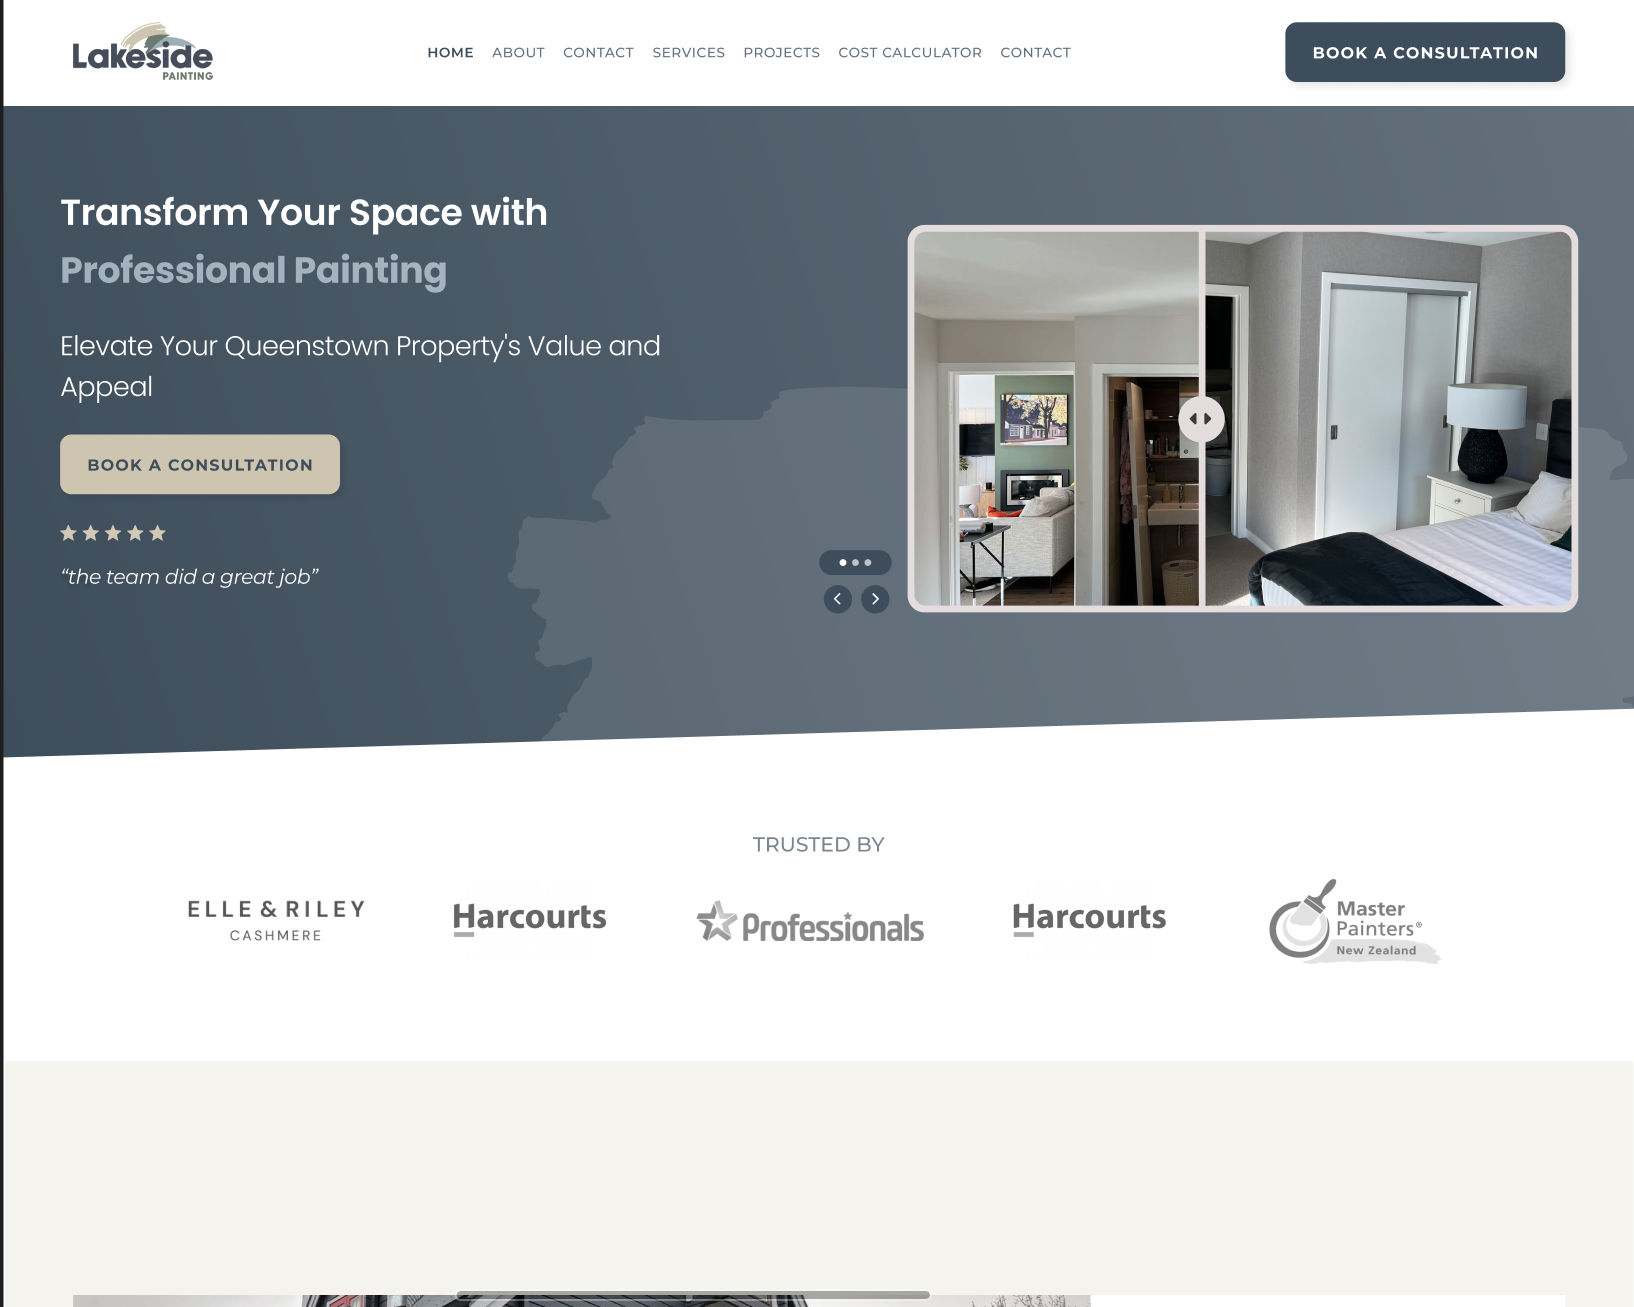 Lakeside
PAINTING
HOME ABOUT CONTACT SERVICES PROJECTS COST CALCULATOR CONTACT
BOOK A CONSULTATION
Transform Your Space with
Professional Painting
Elevate Your Queenstown Property's Value and
Appeal
BOOK A CONSULTATION
“the team did a great job”
TRUSTED BY
ELLE & RILEY
CASHMERE
Harcourts
Professionals
Harcourts
Master
Painters®
New Zealand